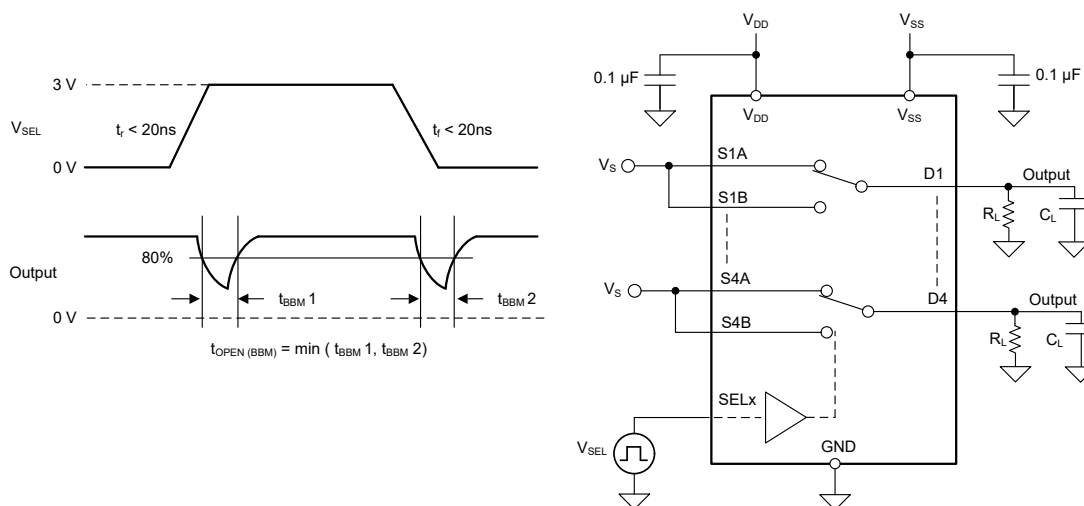 3 V
V_SEL
t_r < 20ns
t_f < 20ns
0 V
80%
Output
t_BBM 1
t_BBM 2
0 V
t_OPEN (BBM) = min ( t_BBM 1, t_BBM 2)
V_DD
V_SS
0.1 µF
0.1 µF
V_DD
V_SS
V_S
S1A
D1
Output
S1B
R_L
C_L
V_S
S4A
D4
Output
S4B
R_L
C_L
SELx
V_SEL
GND